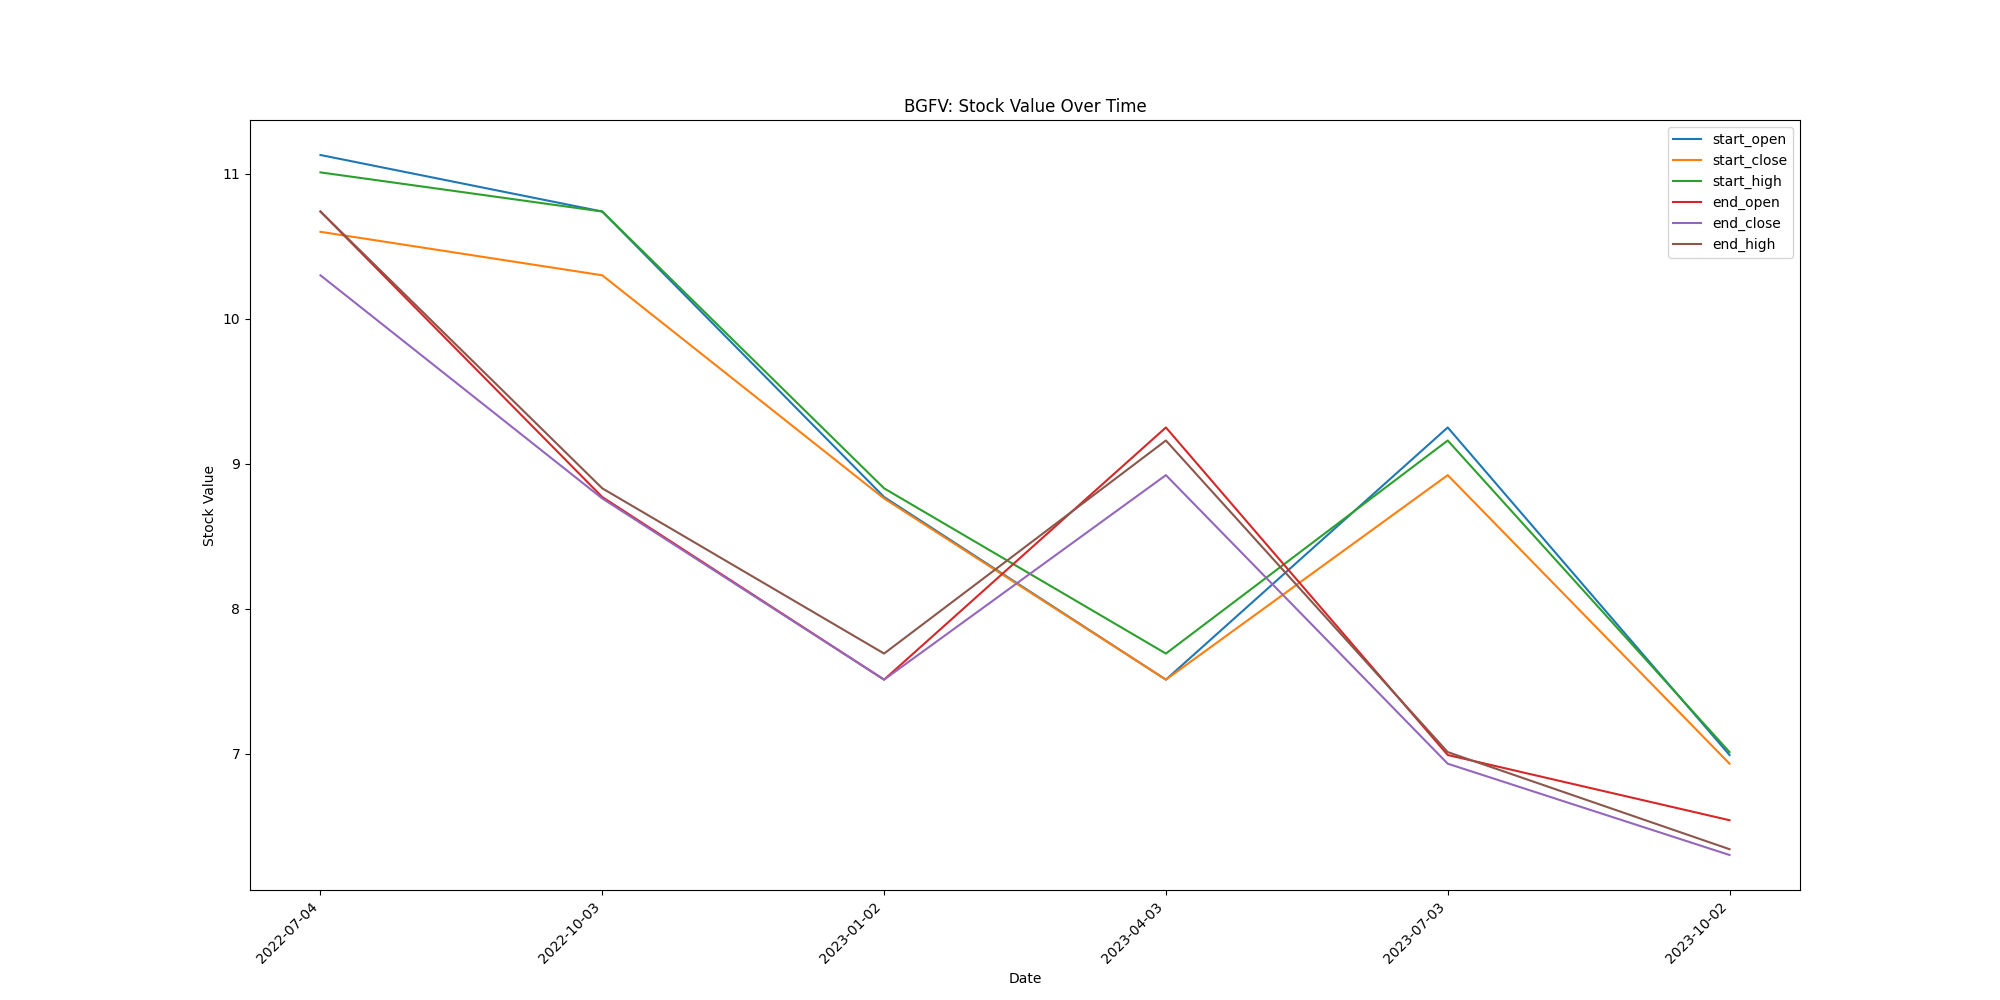 BGFV: Stock Value Over Time
start_open
start_close
start_high
end_open
end_close
end_high
Stock Value
11
10
9
8
7
2022-07-04
2022-10-03
2023-01-02
2023-04-03
2023-07-03
2023-10-02
Date